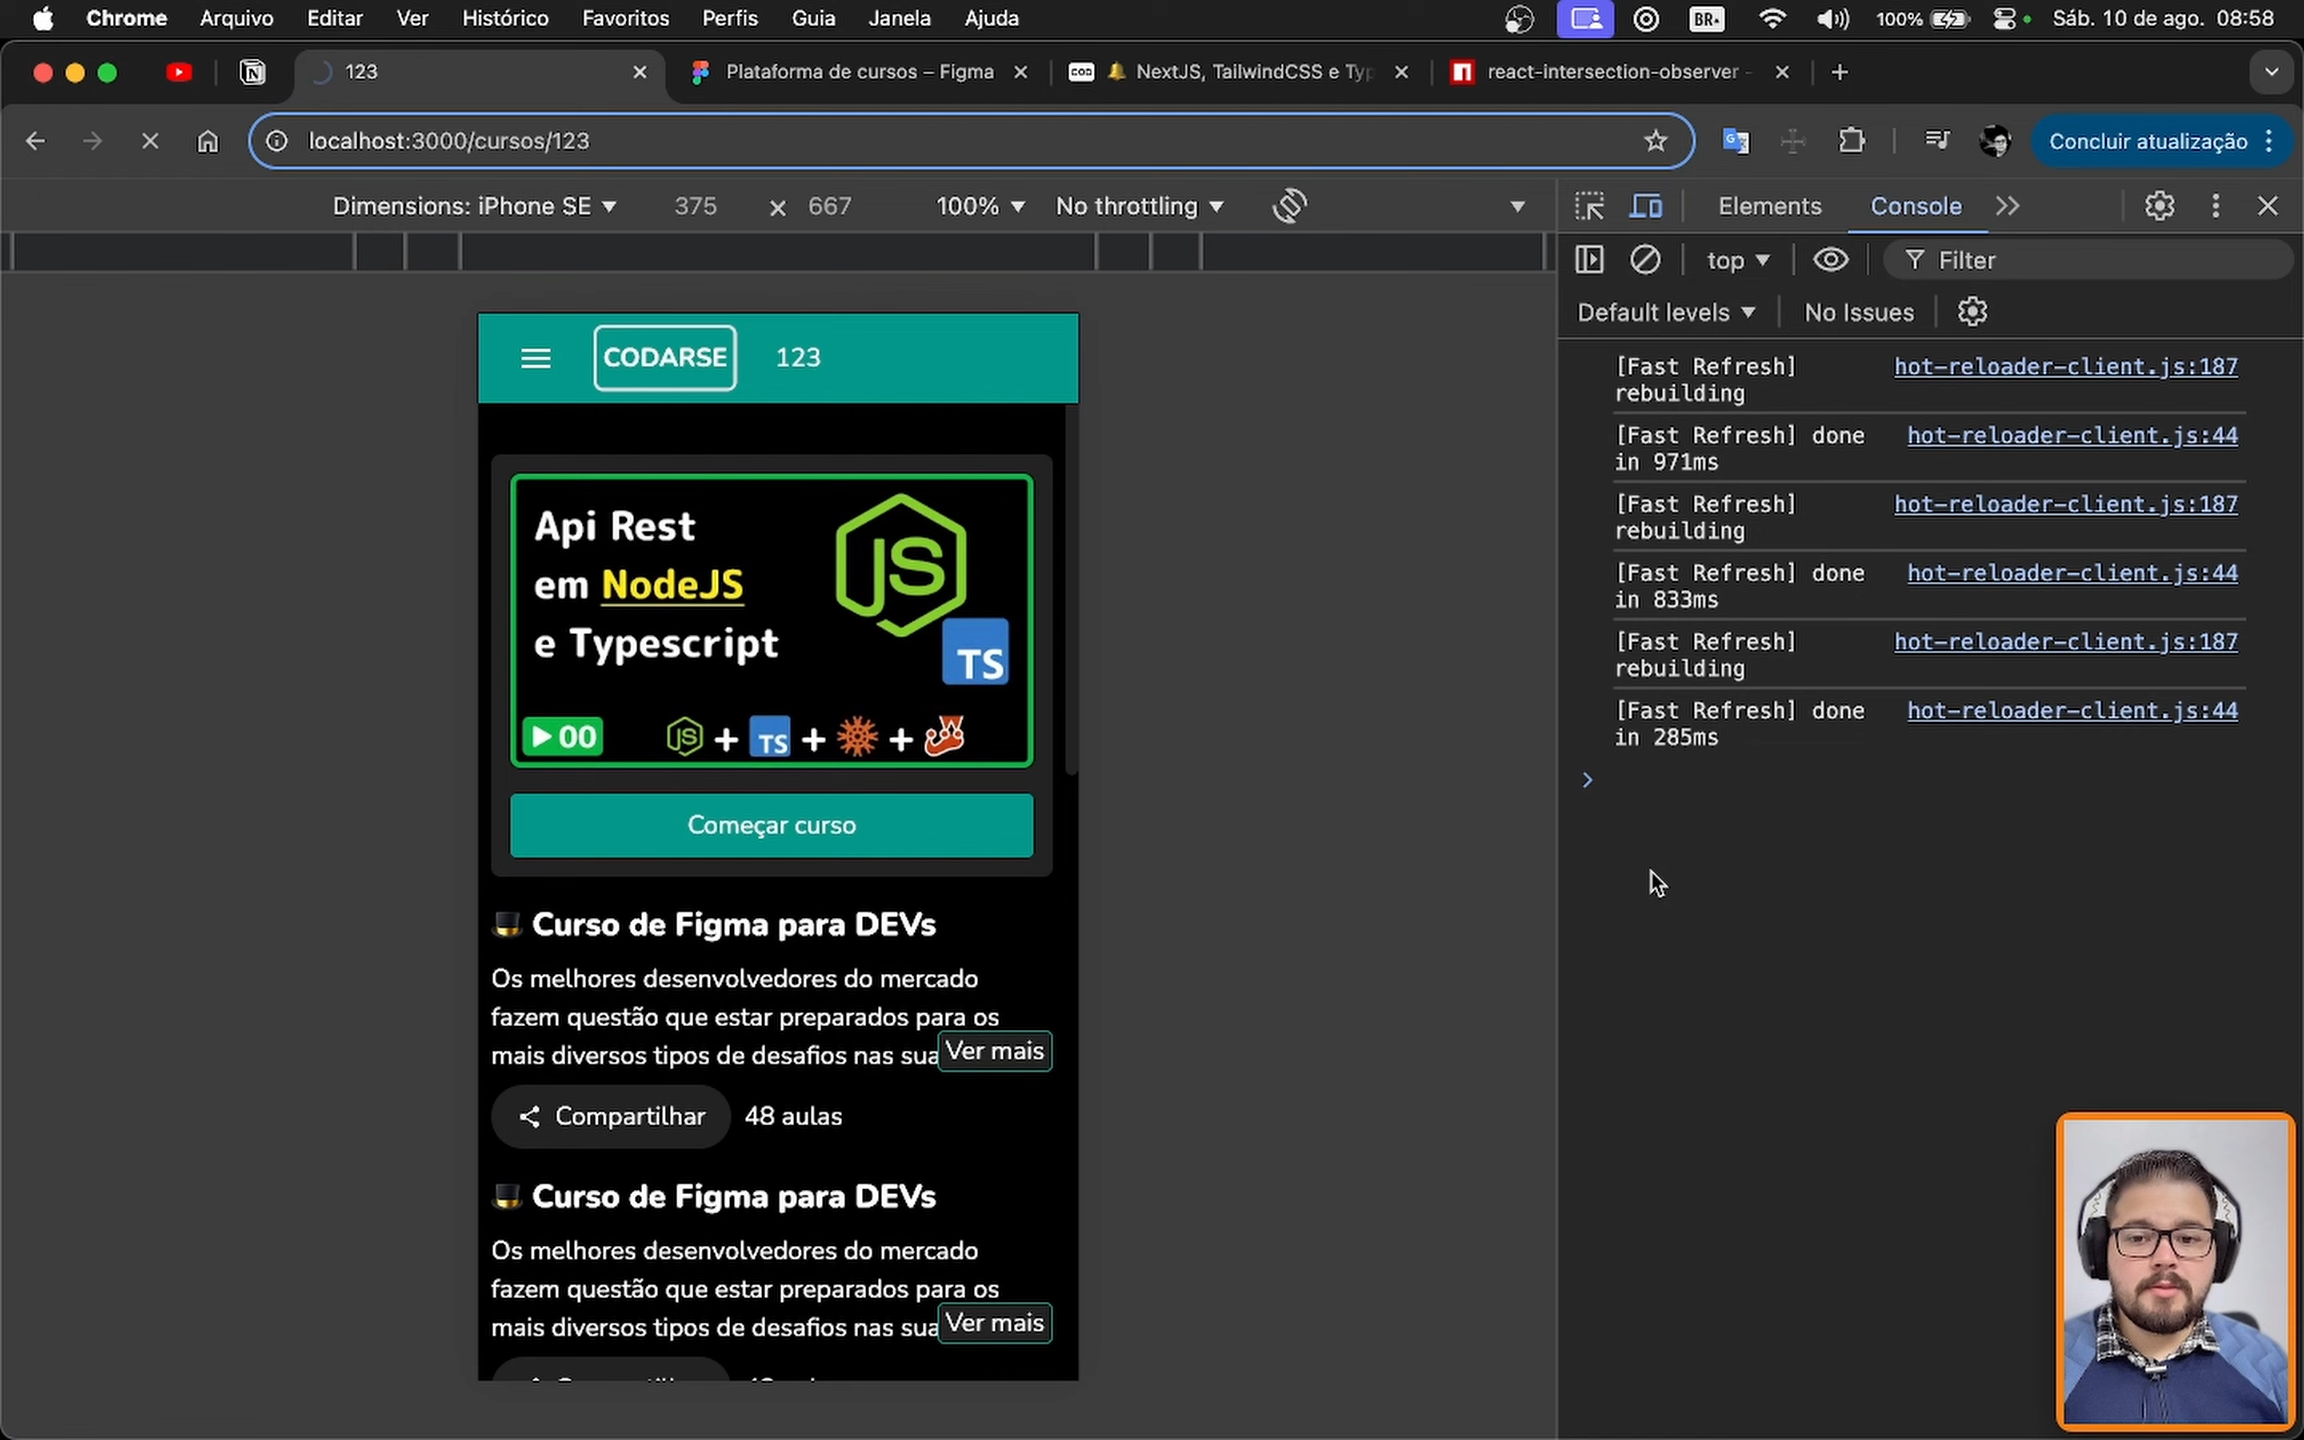 Chrome Arquivo Editar Ver Histórico Favoritos Perfis Guia Janela Ajuda BR 100% Sáb. 10 de ago. 08:58
123 Plataforma de cursos – Figma COD 🔔 NextJS, TailwindCSS e Typ react-intersection-observer -
localhost:3000/cursos/123 Concluir atualização
Dimensions: iPhone SE 375 × 667 100% No throttling
Elements Console
top Filter
Default levels No Issues
CODARSE 123
Api Rest
em NodeJS
e Typescript
JS
TS
00 JS + TS + +
Começar curso
🎩 Curso de Figma para DEVs
Os melhores desenvolvedores do mercado
fazem questão que estar preparados para os
mais diversos tipos de desafios nas sua Ver mais
Compartilhar 48 aulas
🎩 Curso de Figma para DEVs
Os melhores desenvolvedores do mercado
fazem questão que estar preparados para os
mais diversos tipos de desafios nas sua Ver mais
[Fast Refresh] hot-reloader-client.js:187
rebuilding
[Fast Refresh] done hot-reloader-client.js:44
in 971ms
[Fast Refresh] hot-reloader-client.js:187
rebuilding
[Fast Refresh] done hot-reloader-client.js:44
in 833ms
[Fast Refresh] hot-reloader-client.js:187
rebuilding
[Fast Refresh] done hot-reloader-client.js:44
in 285ms